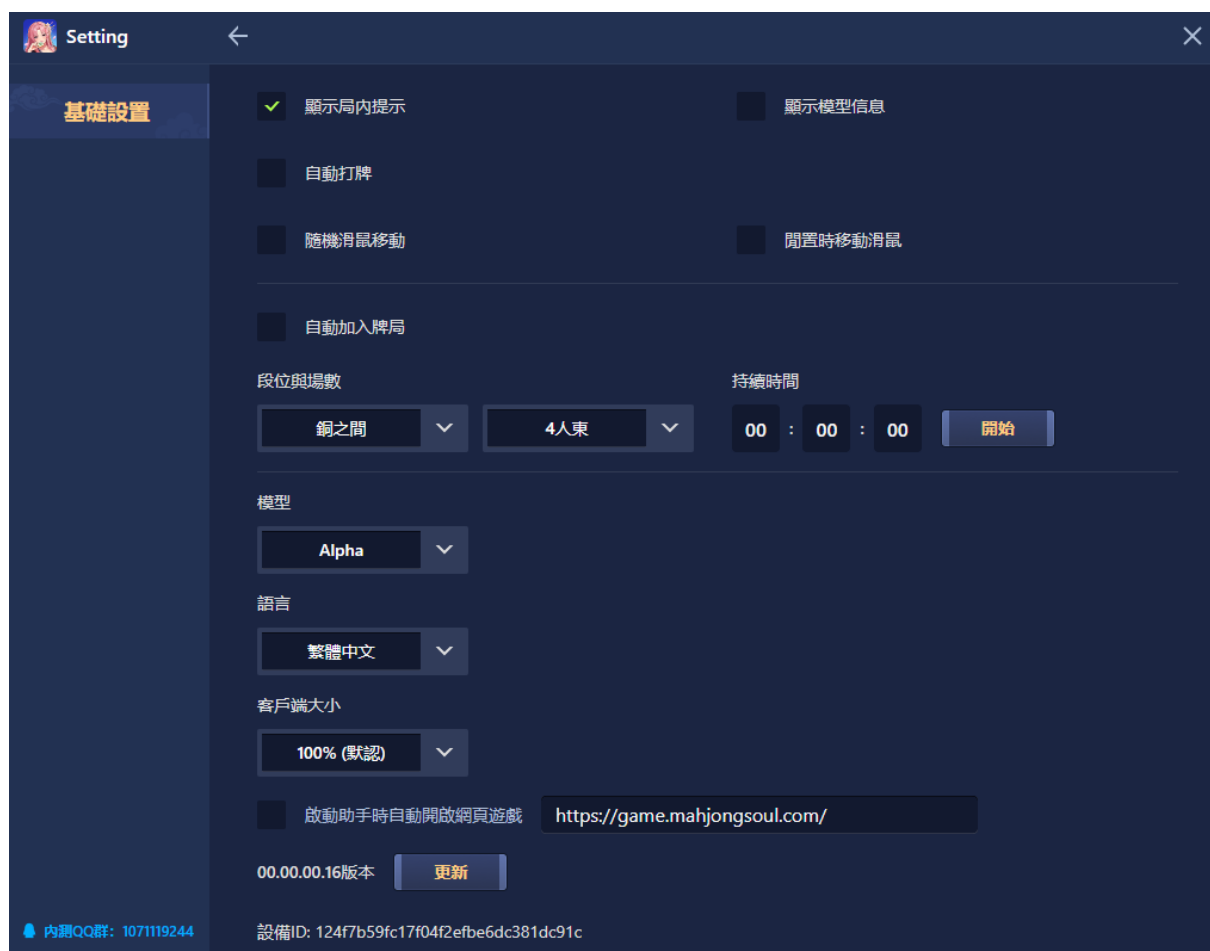 Setting
基礎設置
顯示局内提示
顯示模型信息
自動打牌
隨機滑鼠移動
閒置時移動滑鼠
自動加入牌局
段位與場數
持續時間
銅之間
4人東
00 : 00 : 00
開始
模型
Alpha
語言
繁體中文
客戶端大小
100% (默認)
啟動助手時自動開啟網頁遊戲
https://game.mahjongsoul.com/
00.00.00.16版本
更新
内測QQ群：1071119244
設備ID: 124f7b59fc17f04f2efbe6dc381dc91c